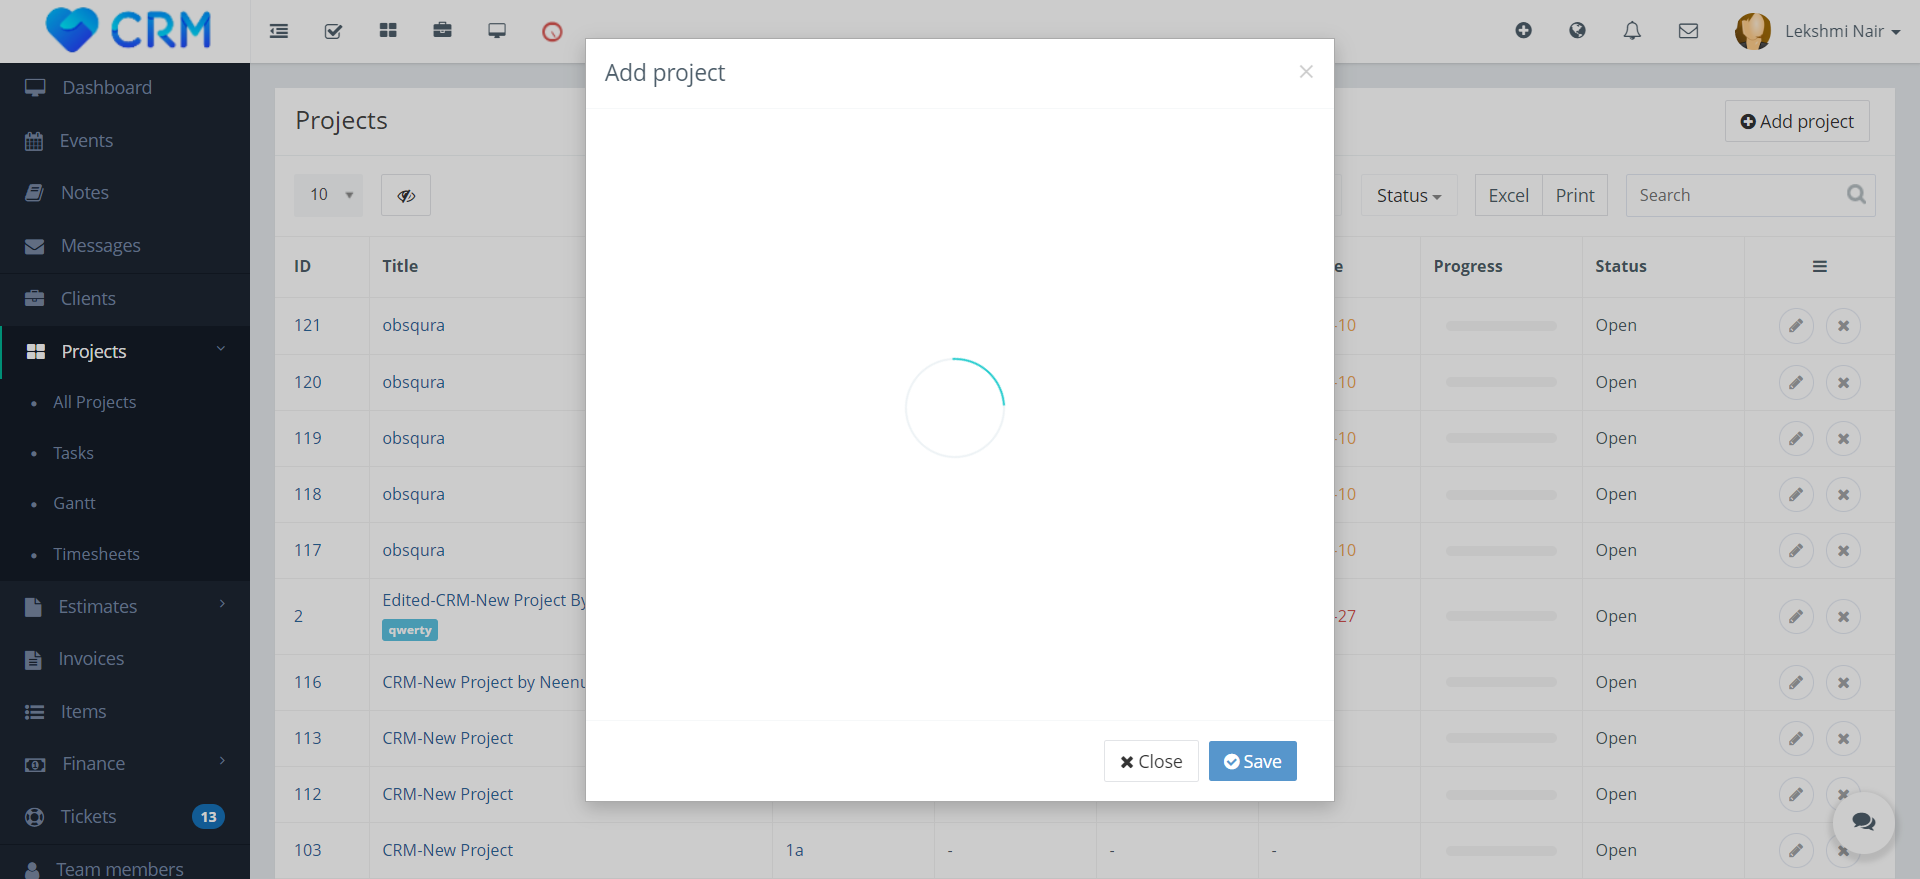 CRM
Lekshmi Nair
Dashboard
Events
Notes
Messages
Clients
Projects
All Projects
Tasks
Gantt
Timesheets
Estimates
Invoices
Items
Finance
Tickets 13
Team members
Projects
Add project
10
Status
Excel
Print
Search
ID Title e Progress Status
121 obsqura -10 Open
120 obsqura -10 Open
119 obsqura -10 Open
118 obsqura -10 Open
117 obsqura -10 Open
2 Edited-CRM-New Project By -27 Open
qwerty
116 CRM-New Project by Neenu Open
113 CRM-New Project Open
112 CRM-New Project Open
103 CRM-New Project 1a - - - Open
Add project
×
Close
Save